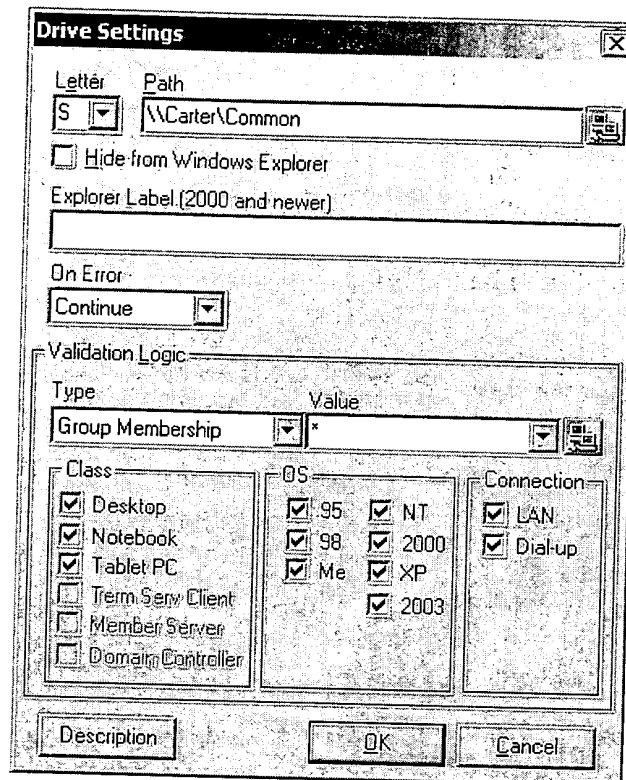 Drive Settings
Letter Path
S \\Carter\Common
Hide from Windows Explorer
Explorer Label (2000 and newer)
On Error
Continue
Validation Logic
Type Value
Group Membership *
Class OS Connection
Desktop 95 NT LAN
Notebook 98 2000 Dial-up
Tablet PC Me XP
Term Serv Client 2003
Member Server
Domain Controller
Description OK Cancel